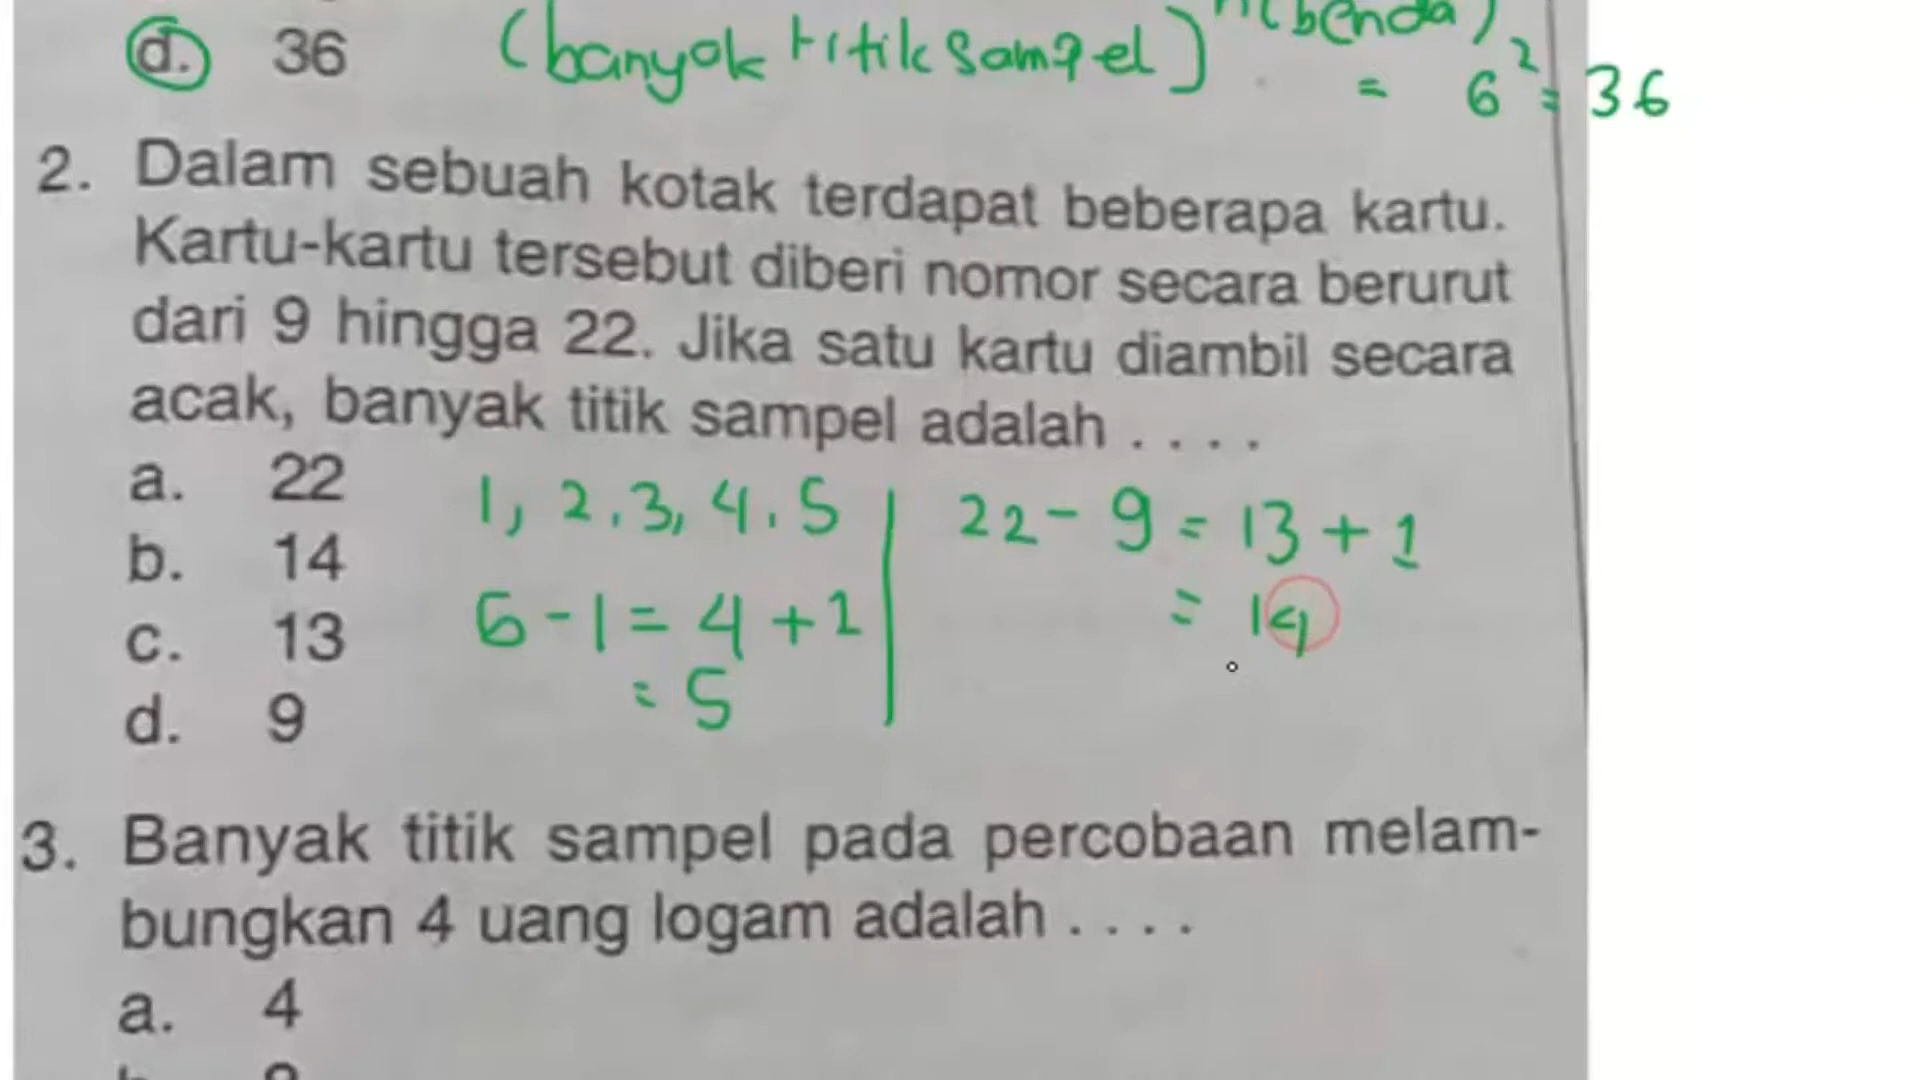 d. 36 (banyak titik sampel) n(benda)
= 6² = 36
2. Dalam sebuah kotak terdapat beberapa kartu.
Kartu-kartu tersebut diberi nomor secara berurut
dari 9 hingga 22. Jika satu kartu diambil secara
acak, banyak titik sampel adalah . . . .
a. 22
b. 14
c. 13
d. 9
1, 2, 3, 4, 5
5 - 1 = 4 + 1
= 5
22 - 9 = 13 + 1
= 14
3. Banyak titik sampel pada percobaan melam-
bungkan 4 uang logam adalah . . . .
a. 4